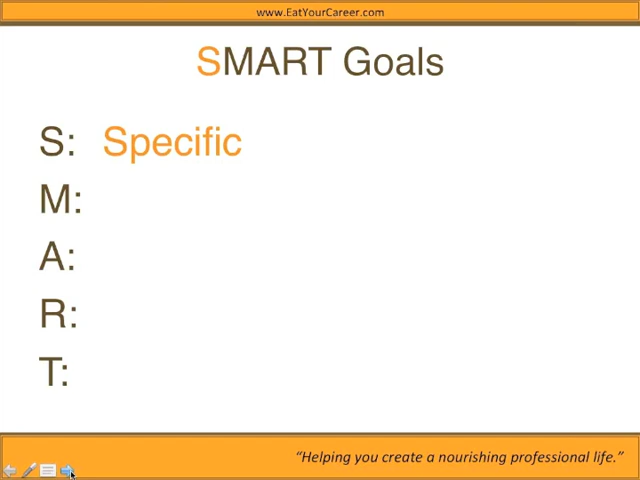 www.EatYourCareer.com
SMART Goals
S: Specific
M:
A:
R:
T:
“Helping you create a nourishing professional life.”